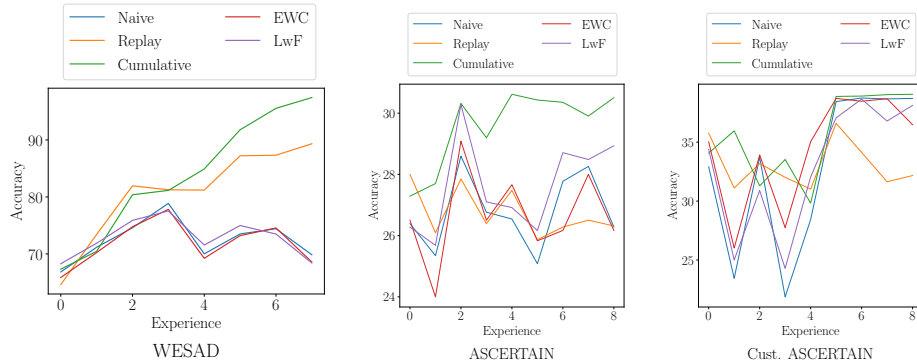 Naive
EWC
Replay
LwF
Cumulative
90
80
70
Accuracy
0
2
4
6
Experience
WESAD
Naive
EWC
Replay
LwF
Cumulative
30
28
26
24
Accuracy
0
2
4
6
8
Experience
ASCERTAIN
Naive
EWC
Replay
LwF
Cumulative
35
30
25
Accuracy
0
2
4
6
8
Experience
Cust. ASCERTAIN